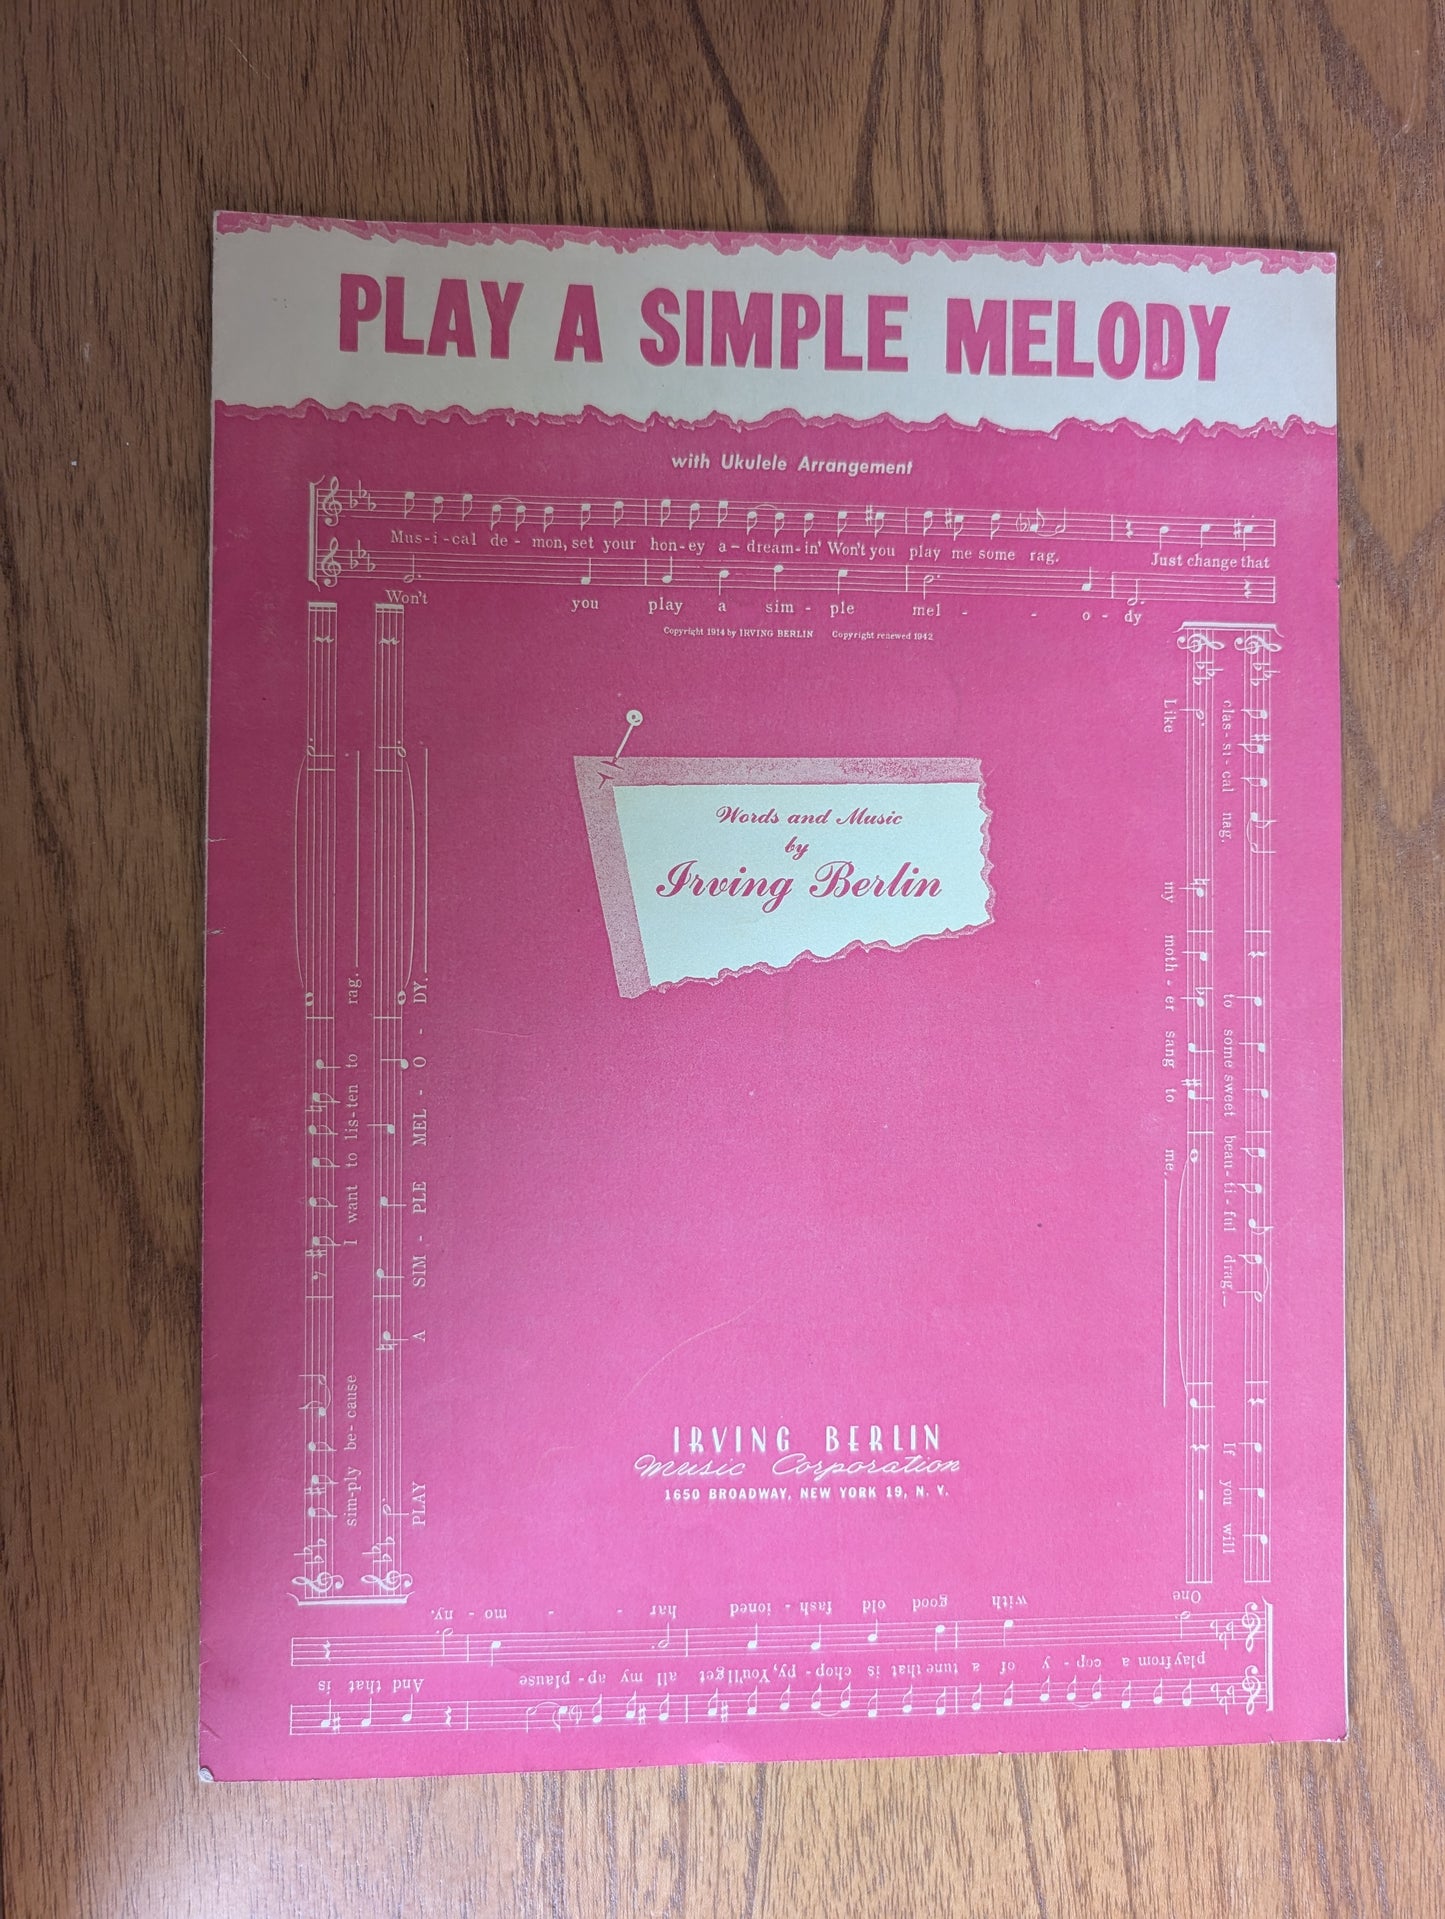 PLAY A SIMPLE MELODY
with Ukulele Arrangement
Mus-i-cal de - mon, set your hon-ey a-dream-in' Won't you play me some rag. Just change that
Won't you play a sim - ple mel - - o - dy
Copyright 1914 by IRVING BERLIN Copyright renewed 1942
clas-si-cal nag. to some sweet beau-ti-ful drag.— If you will
Like my moth-er sang to me.
play from a cop-y of a tune that is chop-py, You'll get all my ap-plause And that is
One with good old fash-ioned har - - mo - ny.
sim-ply be-cause I want to lis-ten to rag.
PLAY A SIM - PLE MEL - O - DY.
Words and Music
by
Irving Berlin
IRVING BERLIN
Music Corporation
1650 BROADWAY, NEW YORK 19, N. Y.